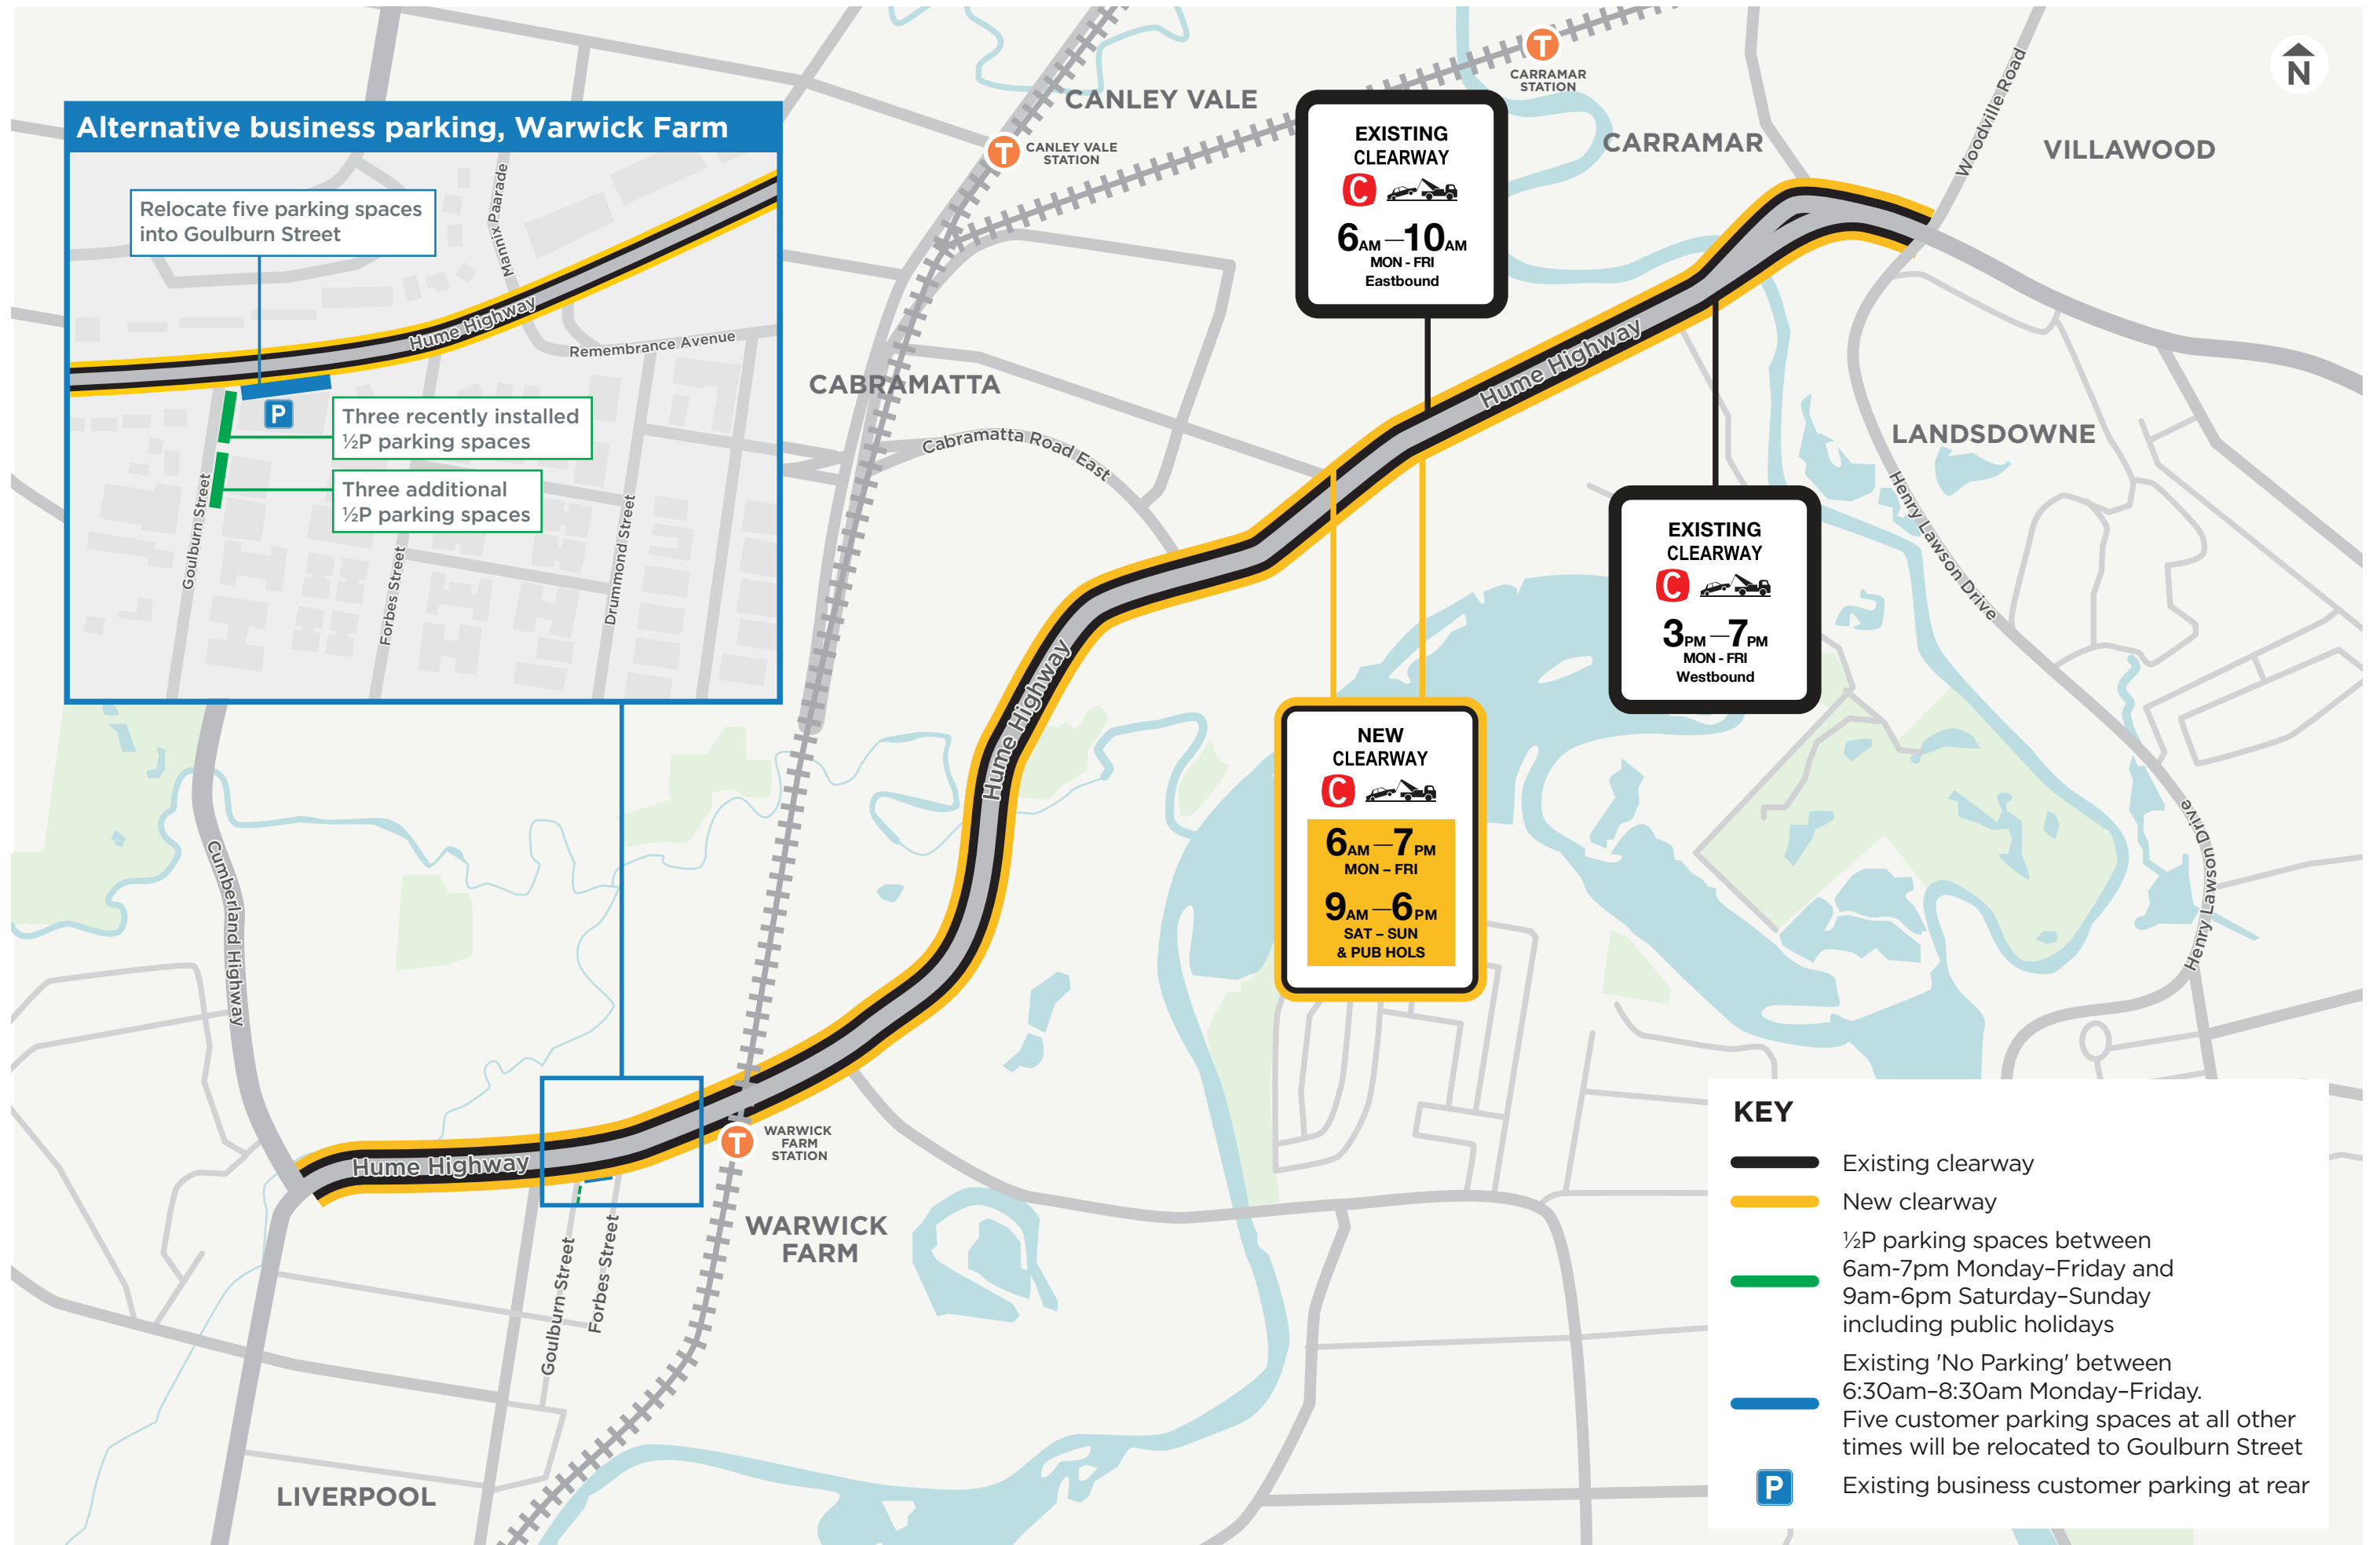 Alternative business parking, Warwick Farm
Relocate five parking spaces
into Goulburn Street
Mannix Paarade
Hume Highway
Remembrance Avenue
P
Three recently installed
½P parking spaces
Three additional
½P parking spaces
Goulburn Street
Forbes Street
Drummond Street
T
CARRAMAR
STATION
N
CANLEY VALE
T
CANLEY VALE
STATION
CARRAMAR
Woodville Road
VILLAWOOD
EXISTING
CLEARWAY
C
6AM—10AM
MON - FRI
Eastbound
CABRAMATTA
Cabramatta Road East
Hume Highway
LANDSDOWNE
Henry Lawson Drive
EXISTING
CLEARWAY
C
3PM—7PM
MON - FRI
Westbound
Hume Highway
NEW
CLEARWAY
C
6AM—7PM
MON – FRI
9AM—6PM
SAT – SUN
& PUB HOLS
Henry Lawson Drive
Cumberland Highway
Hume Highway
T
WARWICK
FARM
STATION
WARWICK
FARM
Goulburn Street
Forbes Street
LIVERPOOL
KEY
Existing clearway
New clearway
½P parking spaces between
6am-7pm Monday–Friday and
9am-6pm Saturday–Sunday
including public holidays
Existing 'No Parking' between
6:30am–8:30am Monday–Friday.
Five customer parking spaces at all other
times will be relocated to Goulburn Street
P
Existing business customer parking at rear